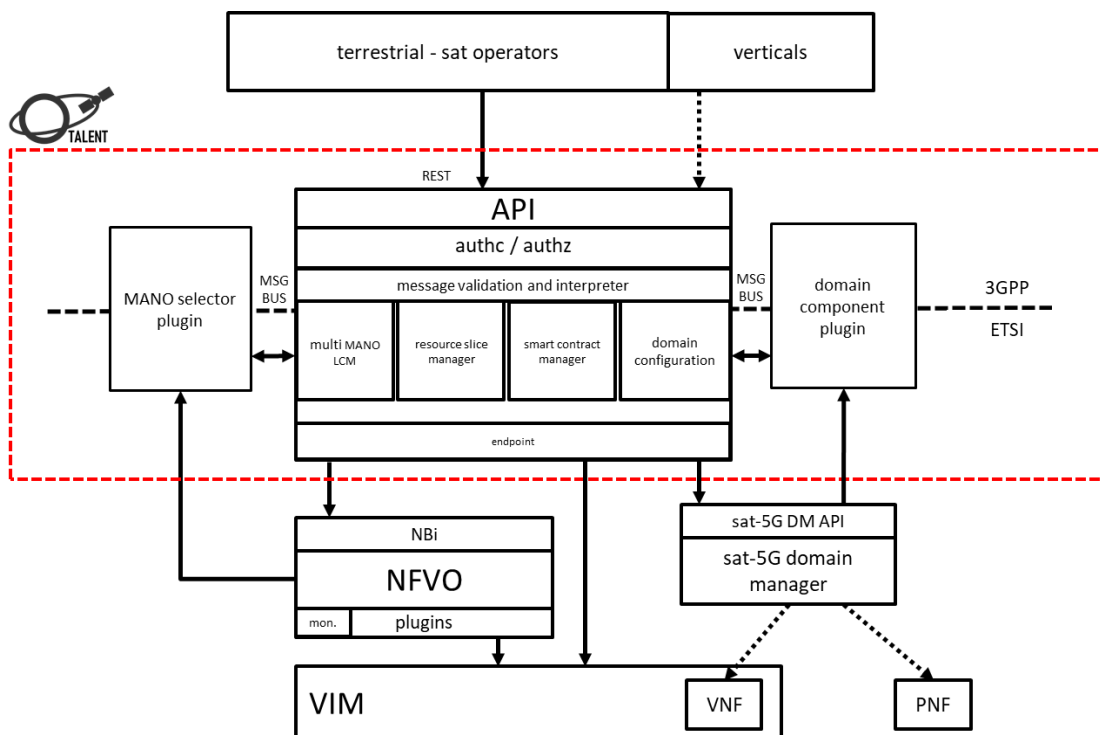 terrestrial - sat operators
verticals
TALENT
REST
API
authc / authz
MSG
BUS
message validation and interpreter
MSG
BUS
MANO selector
plugin
domain
component
plugin
3GPP
ETSI
multi MANO
LCM
resource slice
manager
smart contract
manager
domain
configuration
endpoint
NBi
NFVO
mon.
plugins
sat-5G DM API
sat-5G domain
manager
VIM
VNF
PNF